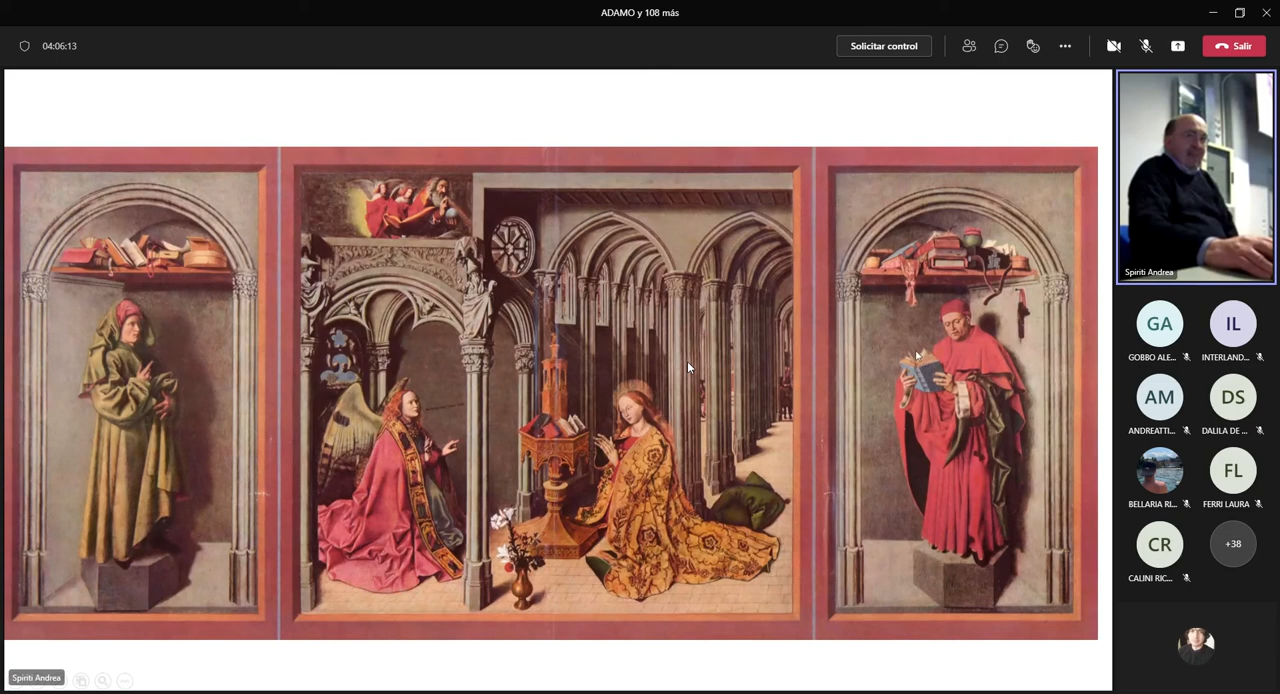 ADAMO y 108 más
04:06:13
Solicitar control
Salir
Spiriti Andrea
GA
IL
GOBBO ALE...
INTERLAND...
AM
DS
ANDREATTI...
DALILA DE ...
FL
BELLARIA RI...
FERRI LAURA
CR
+38
CALINI RIC...
Spiriti Andrea